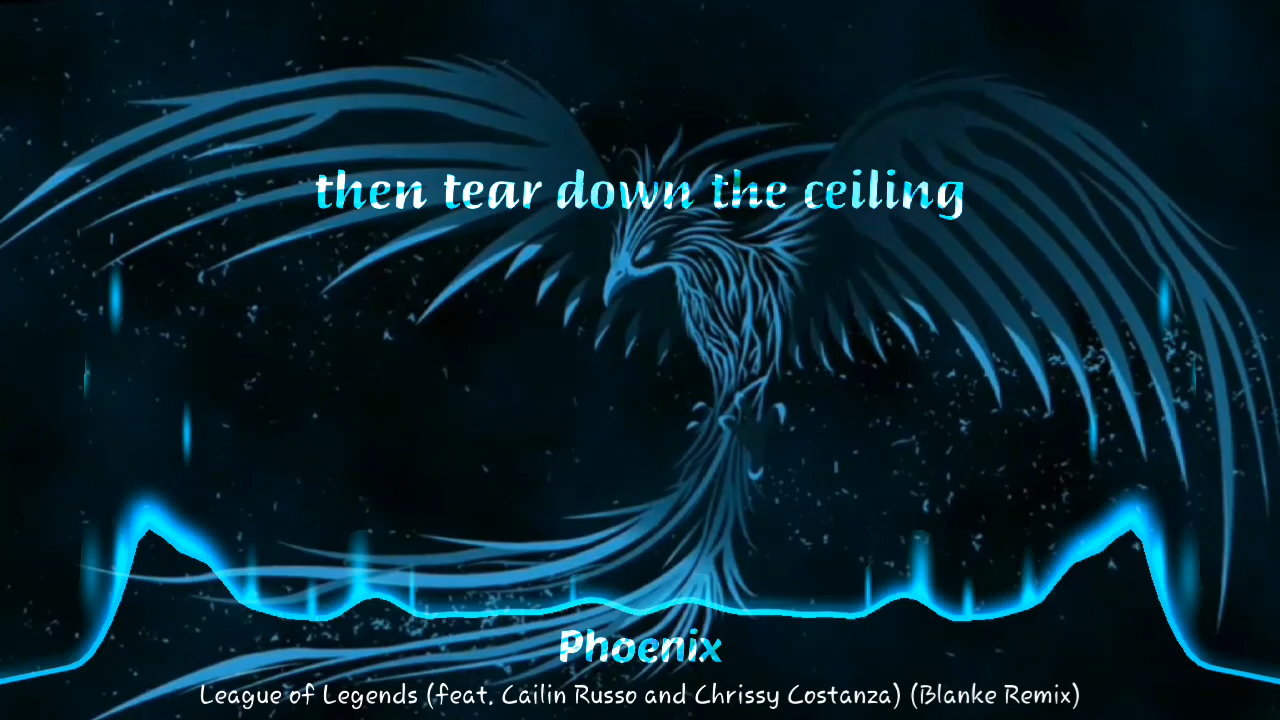 then tear down the ceiling
Phoenix
League of Legends (feat. Cailin Russo and Chrissy Costanza) (Blanke Remix)